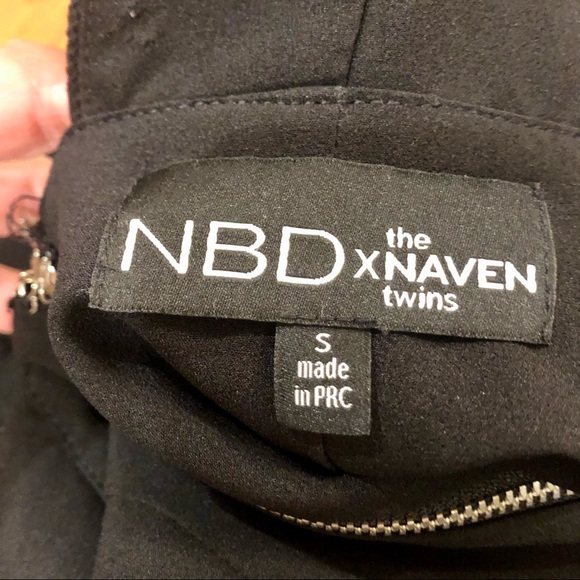 NBD x the NAVEN twins
S
made
in PRC